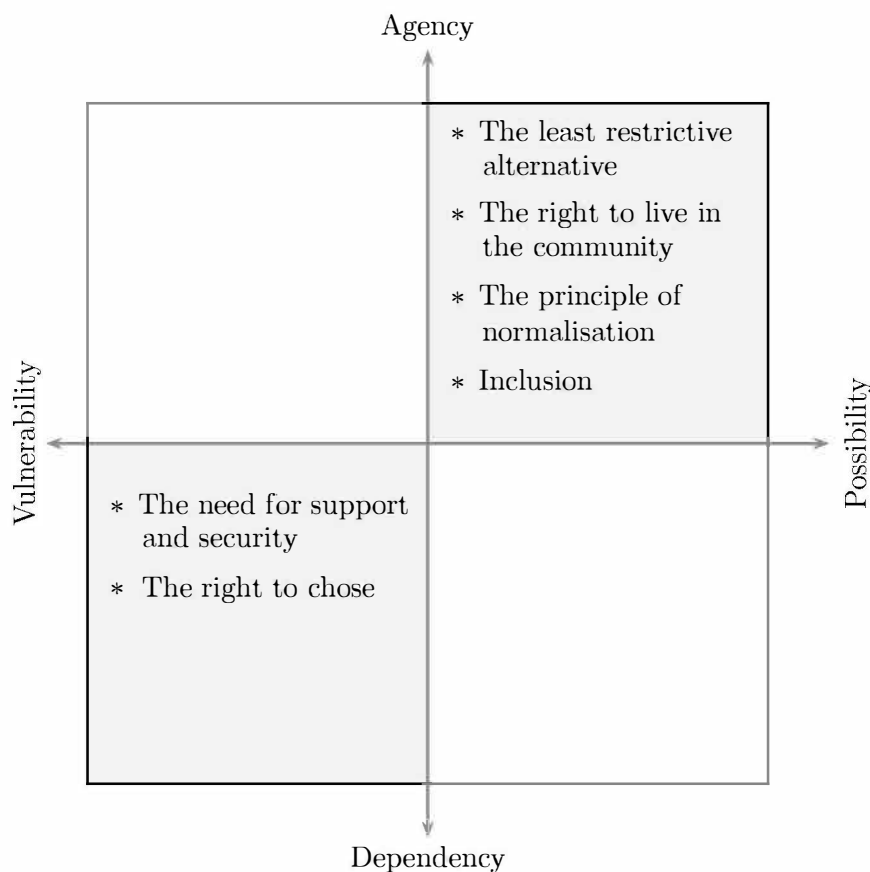 Agency
∗ The least restrictive
alternative
∗ The right to live in
the community
∗ The principle of
normalisation
∗ Inclusion
Vulnerability
Possibility
∗ The need for support
and security
∗ The right to chose
Dependency